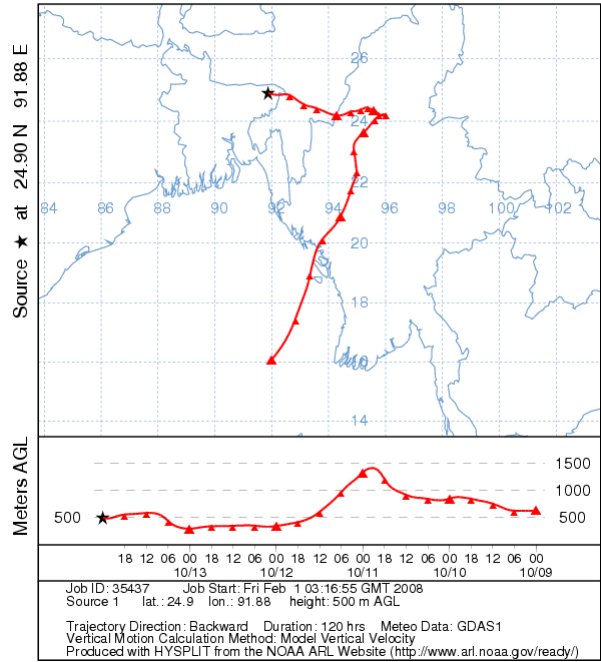 Source ★ at 24.90 N 91.88 E
26
24
22
84 86 88 90 92 94 96 98 100 102
20
18
16
14
Meters AGL
1500
1000
500 500
18 12 06 00 18 12 06 00 18 12 06 00 18 12 06 00 18 12 06 00
10/13 10/12 10/11 10/10 10/09
Job ID: 35437 Job Start: Fri Feb 1 03:16:55 GMT 2008
Source 1 lat.: 24.9 lon.: 91.88 height: 500 m AGL
Trajectory Direction: Backward Duration: 120 hrs Meteo Data: GDAS1
Vertical Motion Calculation Method: Model Vertical Velocity
Produced with HYSPLIT from the NOAA ARL Website (http://www.arl.noaa.gov/ready/)